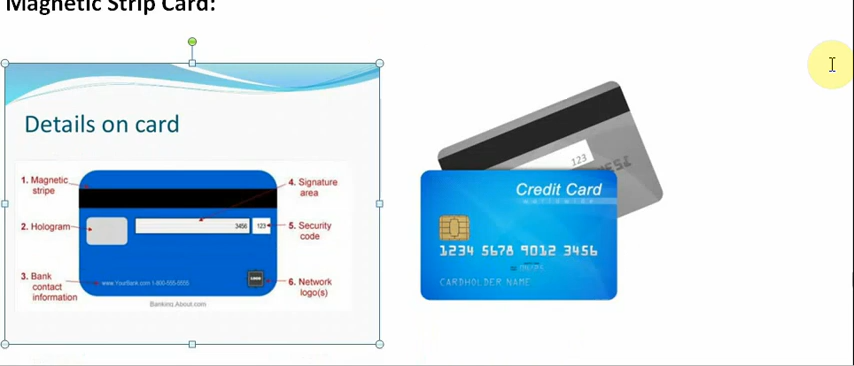 Magnetic Strip Card:
Details on card
1. Magnetic
stripe
4. Signature
area
2. Hologram
3456
123
5. Security
code
3. Bank
contact
information
www.YourBank.com 1-800-555-5555
6. Network
logo(s)
Banking.About.com
123
Credit Card
1234 5678 9012 3456
CARDHOLDER NAME